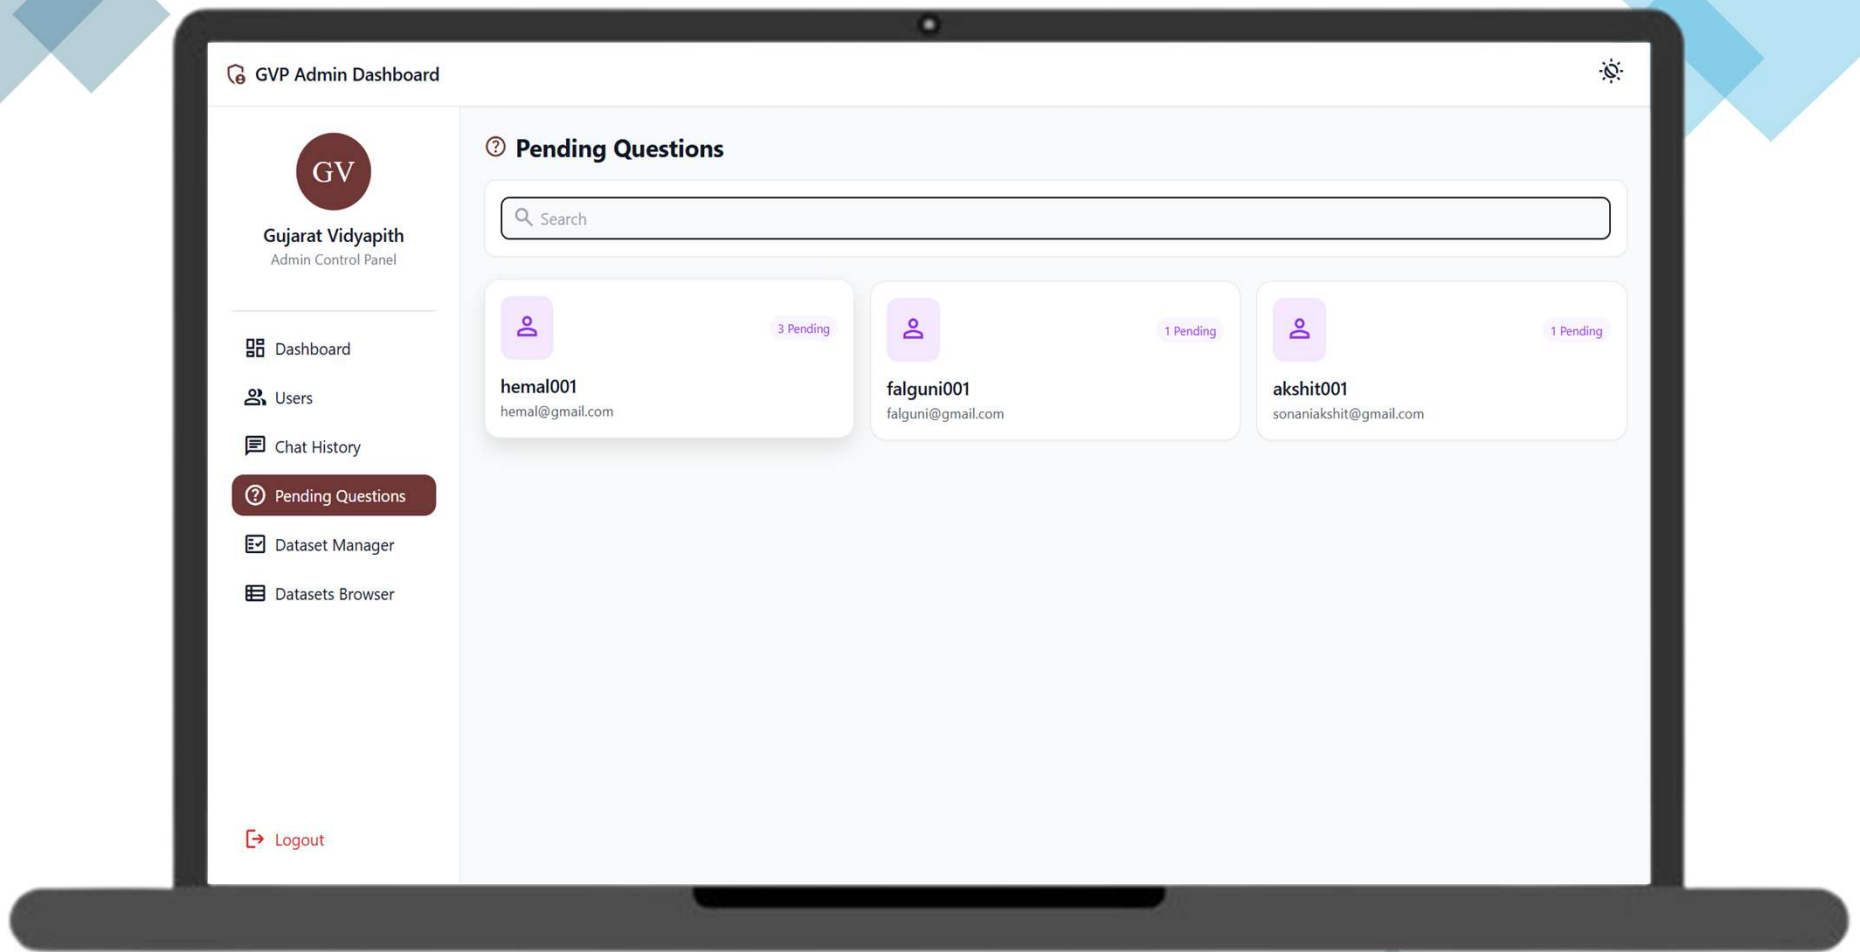 GVP Admin Dashboard
GV
Gujarat Vidyapith
Admin Control Panel
Dashboard
Users
Chat History
Pending Questions
Dataset Manager
Datasets Browser
Logout
Pending Questions
Search
3 Pending
hemal001
hemal@gmail.com
1 Pending
falguni001
falguni@gmail.com
1 Pending
akshit001
sonaniakshit@gmail.com